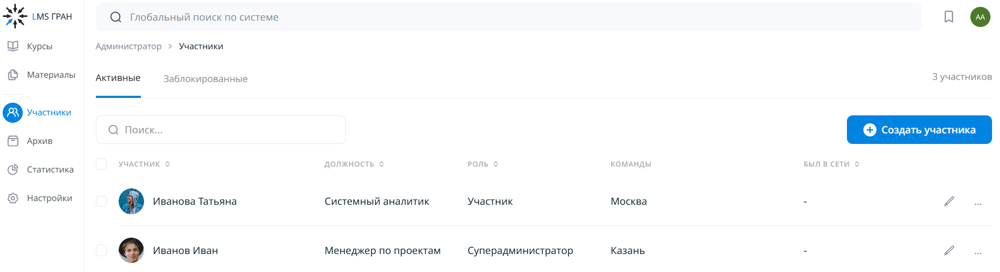 LMS ГРАН
Глобальный поиск по системе
АА
Курсы
Материалы
Участники
Архив
Статистика
Настройки
Администратор > Участники
Активные
Заблокированные
3 участников
Поиск...
Создать участника
УЧАСТНИК ДОЛЖНОСТЬ РОЛЬ КОМАНДЫ БЫЛ В СЕТИ
Иванова Татьяна Системный аналитик Участник Москва - ...
Иванов Иван Менеджер по проектам Суперадминистратор Казань - ...